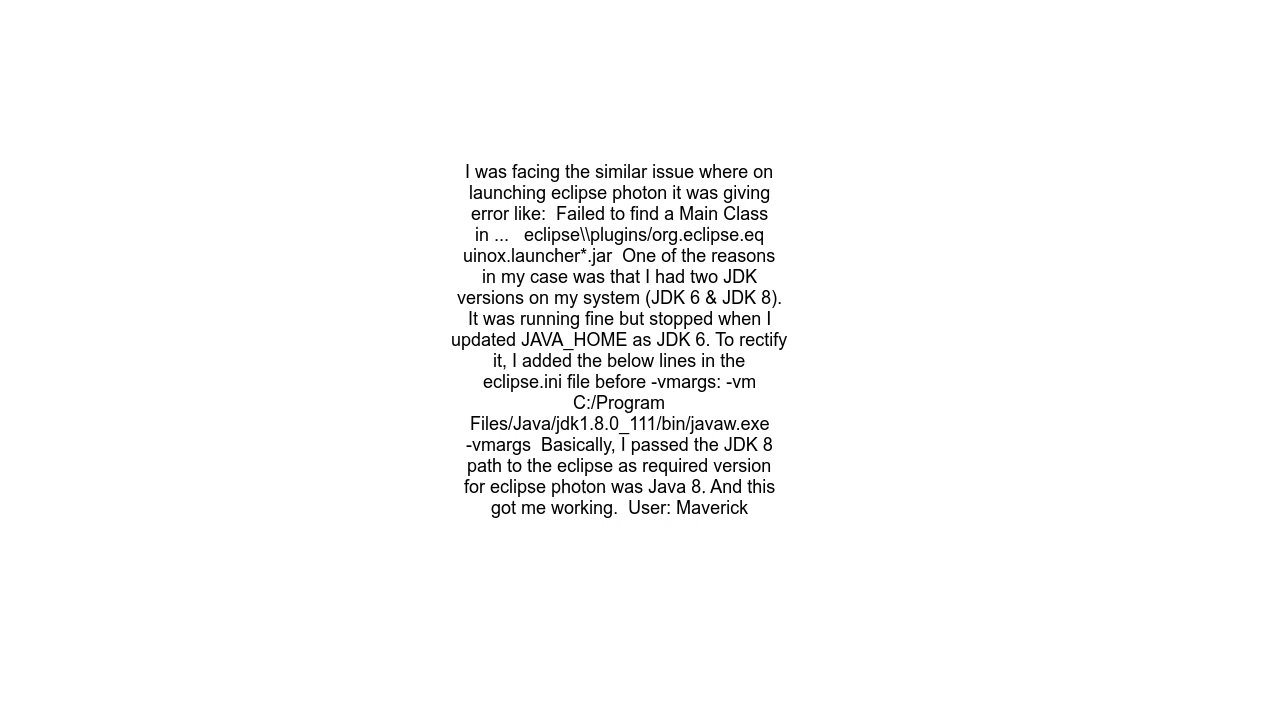 I was facing the similar issue where on
launching eclipse photon it was giving
error like:  Failed to find a Main Class
in ...   eclipse\\plugins/org.eclipse.eq
uinox.launcher*.jar  One of the reasons
in my case was that I had two JDK
versions on my system (JDK 6 & JDK 8).
It was running fine but stopped when I
updated JAVA_HOME as JDK 6. To rectify
it, I added the below lines in the
eclipse.ini file before -vmargs: -vm
C:/Program
Files/Java/jdk1.8.0_111/bin/javaw.exe
-vmargs  Basically, I passed the JDK 8
path to the eclipse as required version
for eclipse photon was Java 8. And this
got me working.  User: Maverick